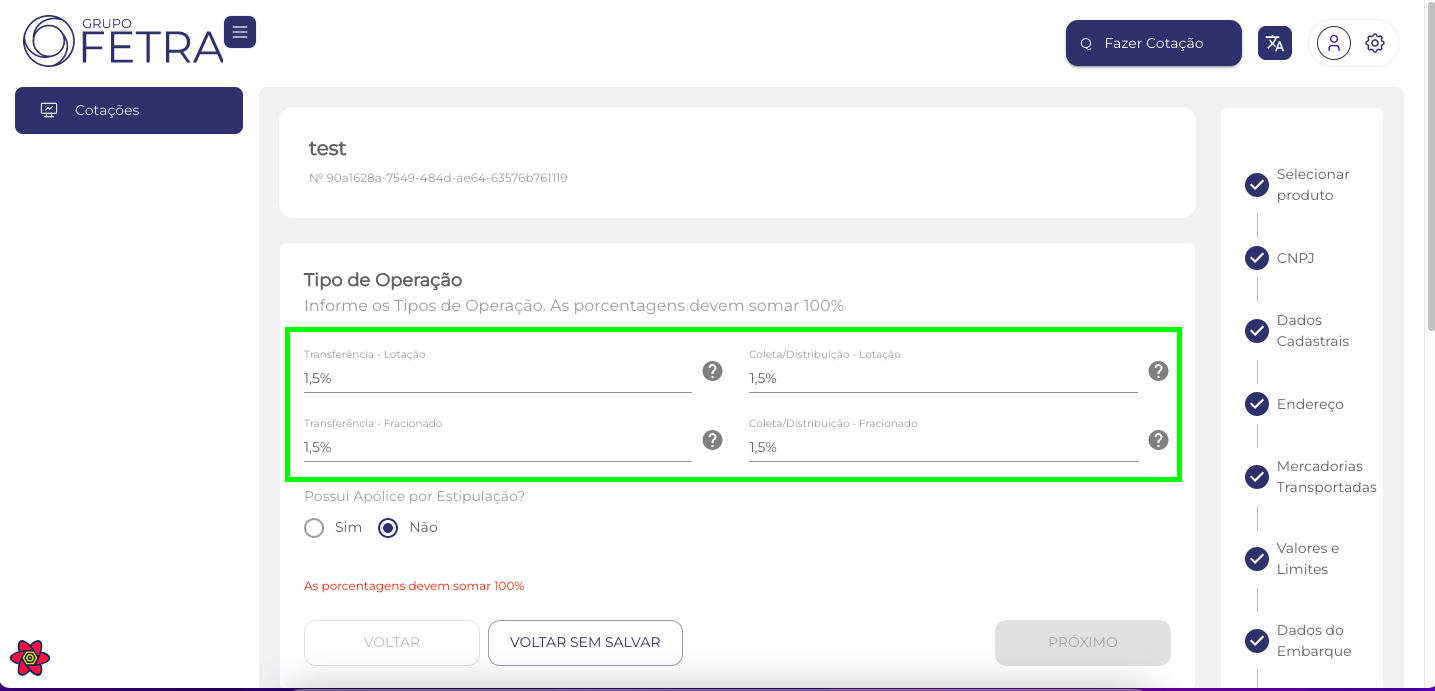 GRUPO
FETRA
Fazer Cotação
Cotações
test
Nº 90a1628a-7549-484d-ae64-63576b761119
Tipo de Operação
Informe os Tipos de Operação. As porcentagens devem somar 100%
Transferência - Lotação
1,5%
Coleta/Distribuição - Lotação
1,5%
Transferência - Fracionado
1,5%
Coleta/Distribuição - Fracionado
1,5%
Possui Apólice por Estipulação?
Sim
Não
As porcentagens devem somar 100%
VOLTAR
VOLTAR SEM SALVAR
PRÓXIMO
Selecionar
produto
CNPJ
Dados
Cadastrais
Endereço
Mercadorias
Transportadas
Valores e
Limites
Dados do
Embarque